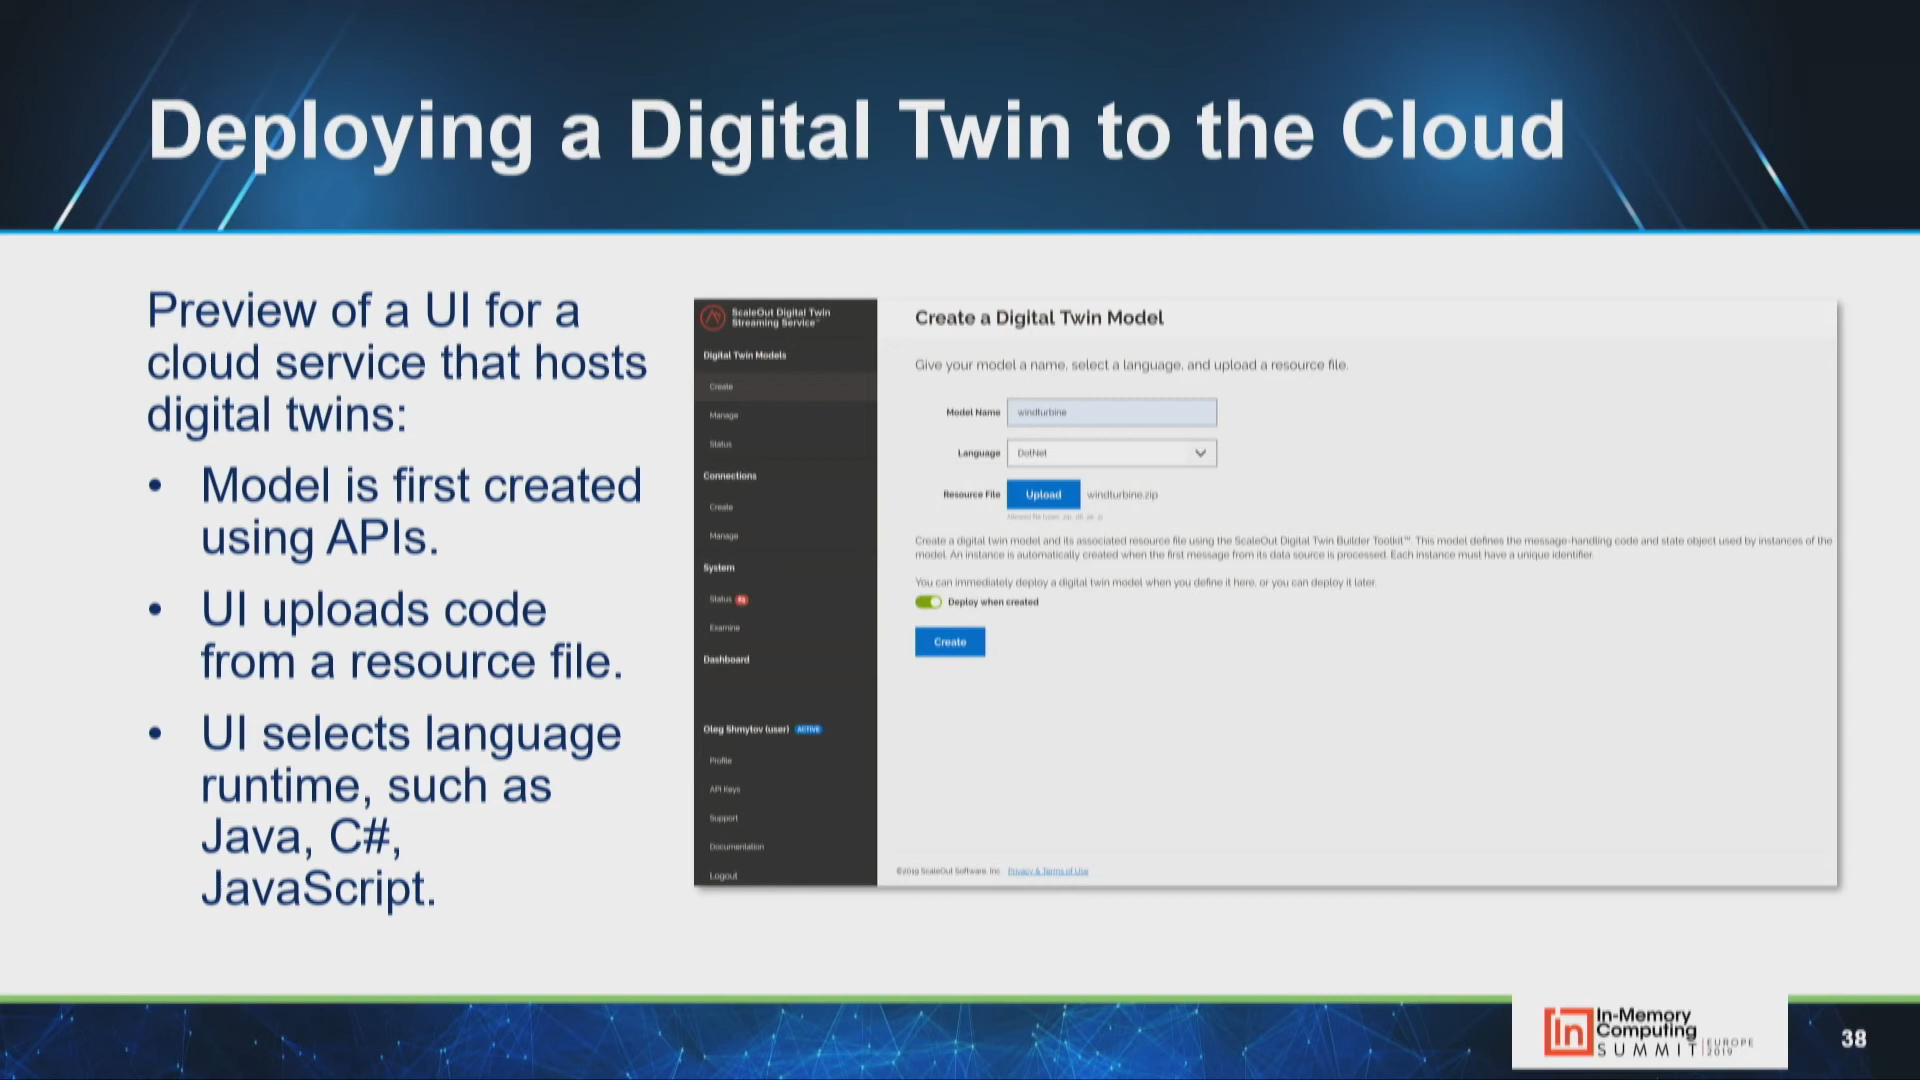 Deploying a Digital Twin to the Cloud
Preview of a UI for a
cloud service that hosts
digital twins:
• Model is first created
using APIs.
• UI uploads code
from a resource file.
• UI selects language
runtime, such as
Java, C#,
JavaScript.
ScaleOut Digital Twin
Streaming Service™
Digital Twin Models
Create
Manage
Status
Connections
Create
Manage
System
Status
Examine
Dashboard
Oleg Shmytov (user) ACTIVE
Profile
API Keys
Support
Documentation
Logout
Create a Digital Twin Model
Give your model a name, select a language, and upload a resource file.
Model Name windturbine
Language DotNet
Resource File Upload windturbine.zip
Allowed file types: zip,
Create a digital twin model and its associated resource file using the ScaleOut Digital Twin Builder Toolkit™. This model defines the message-handling code and state object used by instances of the
model. An instance is automatically created when the first message from its data source is processed. Each instance must have a unique identifier.
You can immediately deploy a digital twin model when you define it here, or you can deploy it later.
Deploy when created
Create
©2019 ScaleOut Software, Inc. Privacy & Terms of Use
in In-Memory
Computing
SUMMIT EUROPE
2019
38